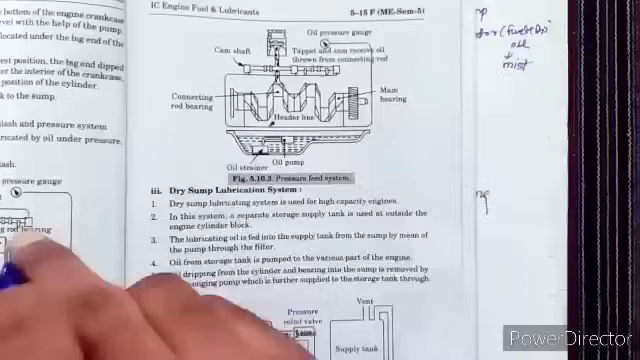 bottom of the engine crankcase
evel with the help of the pump.
located under the big end of the
est position, the big end dipped
er the interior of the crankcase,
position of the cylinder.
k to the sump.
lash and pressure system
ricated by oil under pressure,
lash.
pressure gauge
IC Engine Fuel & Lubricants
5-15 F (ME-Sem-5)
Oil pressure gauge
Cam shaft
Tappet and cam receive oil
thrown from connecting rod
Connecting
rod bearing
Main
bearing
Header line
Oil pump
Oil strainer
Fig. 5.10.3. Pressure feed system.
iii. Dry Sump Lubrication System :
1. Dry sump lubricating system is used for high capacity engines.
2. In this system, a separate storage supply tank is used at outside the
engine cylinder block.
3. The lubricating oil is fed into the supply tank from the sump by mean of
the pump through the filter.
4. Oil from storage tank is pumped to the various part of the engine.
dripping from the cylinder and bearing into the sump is removed by
enging pump which is further supplied to the storage tank through
Pressure
relief valve
Vent
Supply tank
oil
mist
PowerDirector